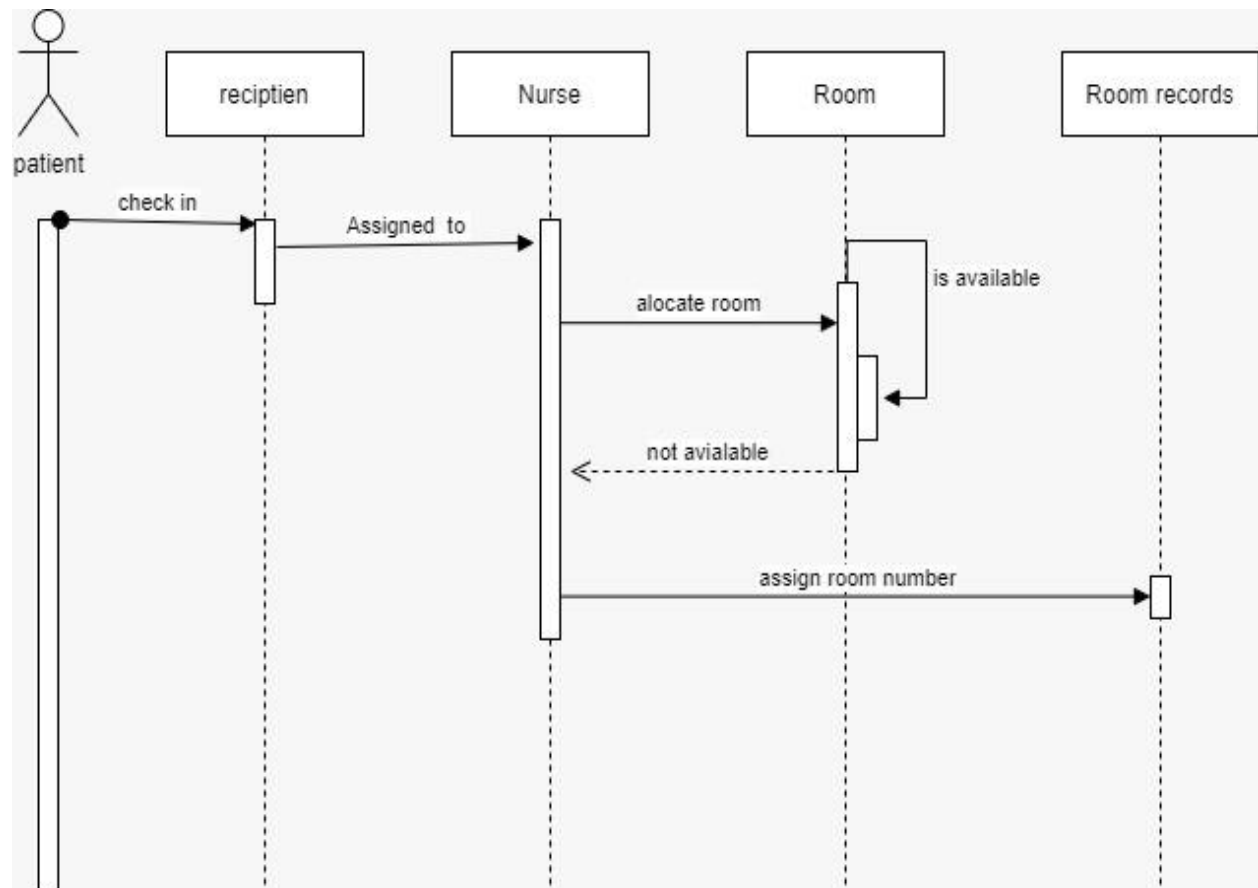 reciptien
Nurse
Room
Room records
patient
check in
Assigned to
is available
alocate room
not avialable
assign room number